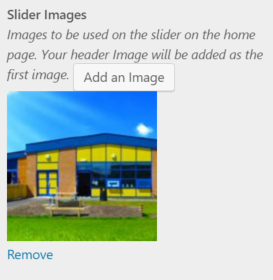 Slider Images
Images to be used on the slider on the home
page. Your header Image will be added as the
first image. Add an Image
Remove